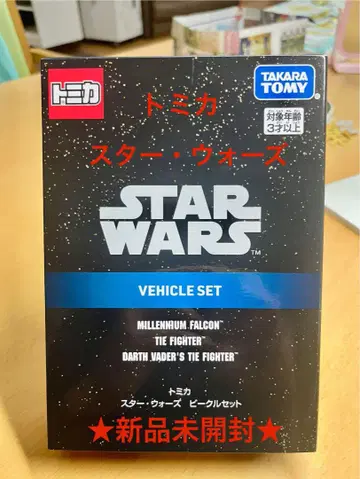 トミカ
TAKARA
TOMY
対象年齢
3才以上
トミカ
スター・ウォーズ
STAR
WARS™
VEHICLE SET
MILLENNIUM FALCON™
TIE FIGHTER™
DARTH VADER'S TIE FIGHTER™
トミカ
スター・ウォーズ ビークルセット
★新品未開封★